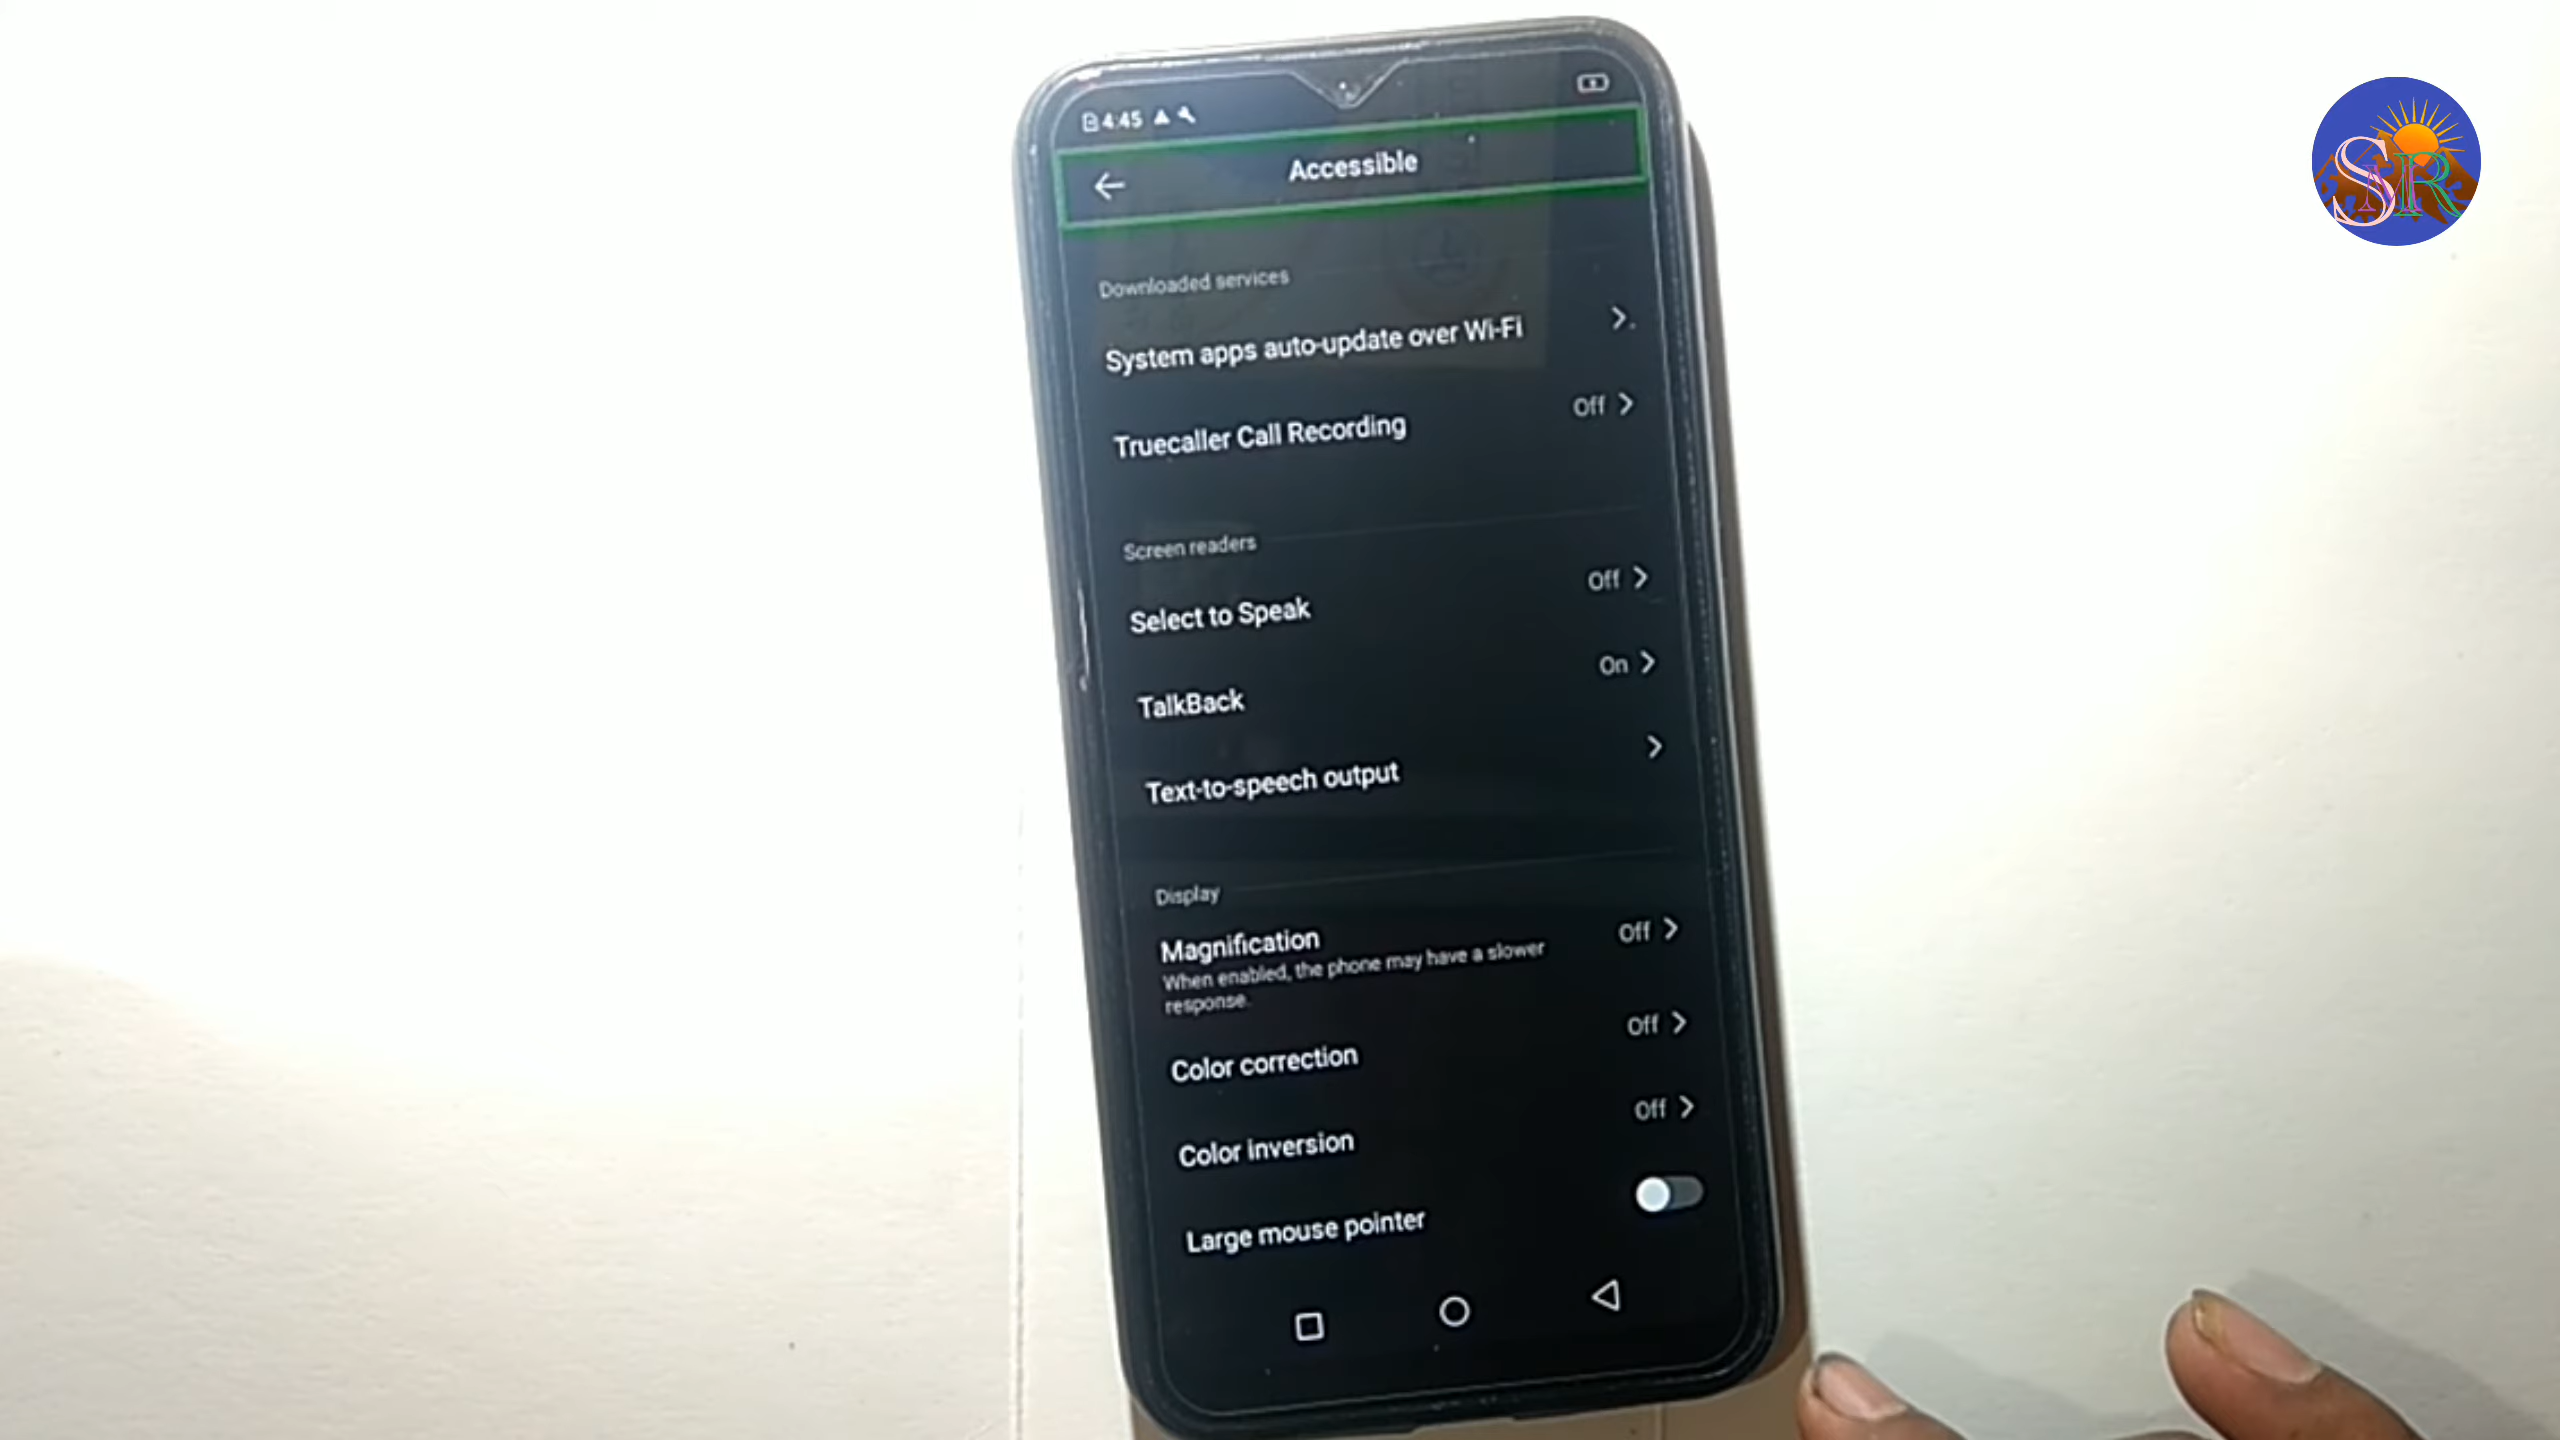 4:45
Accessible
Downloaded services
System apps auto-update over Wi-Fi
Truecaller Call Recording Off
Screen readers
Select to Speak Off
TalkBack On
Text-to-speech output
Display
Magnification Off
When enabled, the phone may have a slower
response.
Color correction Off
Color inversion Off
Large mouse pointer
SMR